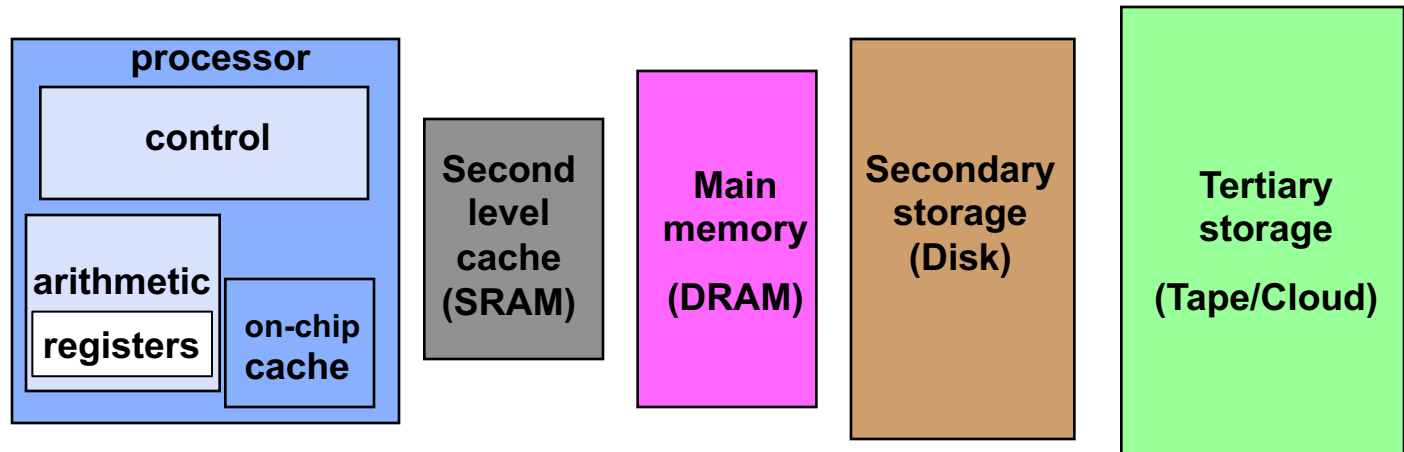 processor
control
arithmetic
registers
on-chip
cache
Second
level
cache
(SRAM)
Main
memory
(DRAM)
Secondary
storage
(Disk)
Tertiary
storage
(Tape/Cloud)